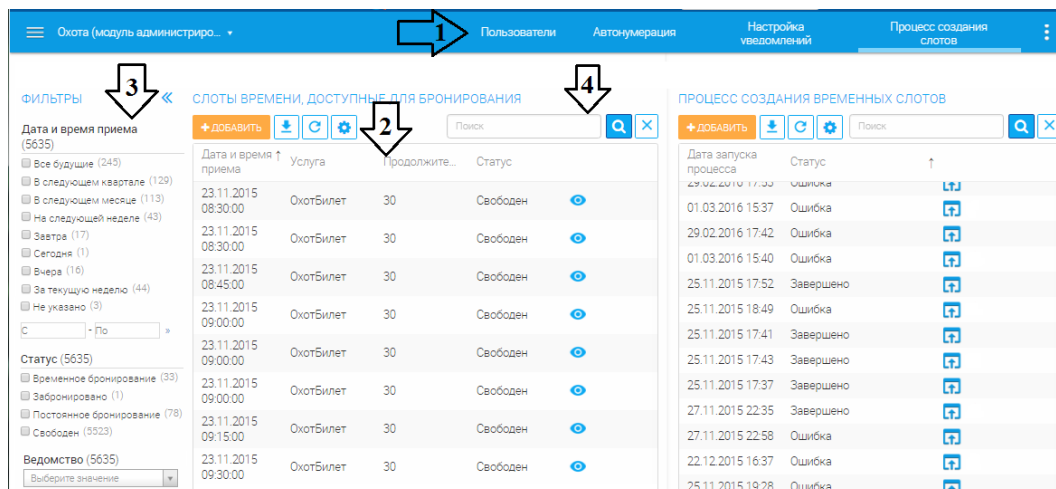 Охота (модуль администриро...
1
Пользователи
Автонумерация
Настройка
уведомлений
Процесс создания
слотов
3
ФИЛЬТРЫ
Дата и время приема
(5635)
Все будущие (245)
В следующем квартале (129)
В следующем месяце (113)
На следующей неделе (43)
Завтра (17)
Сегодня (1)
Вчера (16)
За текущую неделю (44)
Не указано (3)
С - По »
Статус (5635)
Временное бронирование (33)
Забронировано (1)
Постоянное бронирование (78)
Свободен (5523)
Ведомство (5635)
Выберите значение
4
СЛОТЫ ВРЕМЕНИ, ДОСТУПНЫЕ ДЛЯ БРОНИРОВАНИЯ
+ДОБАВИТЬ
2
Поиск
Дата и время ↑
приема
Услуга
Продолжите...
Статус
23.11.2015
08:30:00
ОхотБилет 30 Свободен
23.11.2015
08:30:00
ОхотБилет 30 Свободен
23.11.2015
08:45:00
ОхотБилет 30 Свободен
23.11.2015
09:00:00
ОхотБилет 30 Свободен
23.11.2015
09:00:00
ОхотБилет 30 Свободен
23.11.2015
09:00:00
ОхотБилет 30 Свободен
23.11.2015
09:15:00
ОхотБилет 30 Свободен
23.11.2015
09:30:00
ОхотБилет 30 Свободен
ПРОЦЕСС СОЗДАНИЯ ВРЕМЕННЫХ СЛОТОВ
+ДОБАВИТЬ
Поиск
Дата запуска
процесса
Статус ↑
29.02.2016 17:53 Ошибка
01.03.2016 15:37 Ошибка
29.02.2016 17:42 Ошибка
01.03.2016 15:40 Ошибка
25.11.2015 17:52 Завершено
25.11.2015 18:49 Ошибка
25.11.2015 17:41 Завершено
25.11.2015 17:43 Завершено
25.11.2015 17:37 Завершено
27.11.2015 22:35 Завершено
27.11.2015 22:58 Ошибка
22.12.2015 16:37 Ошибка
25.11.2015 19:28 Ошибка